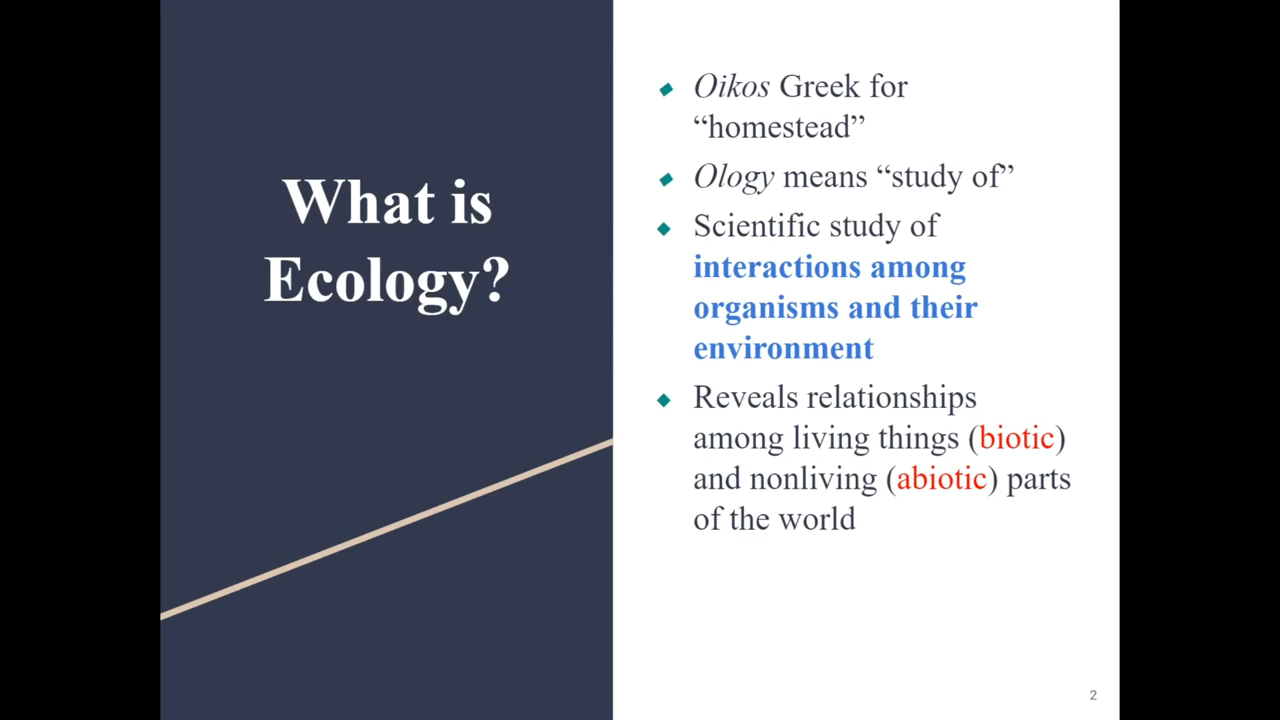 What is
Ecology?
Oikos Greek for
“homestead”
Ology means “study of”
Scientific study of
interactions among
organisms and their
environment
Reveals relationships
among living things (biotic)
and nonliving (abiotic) parts
of the world
2